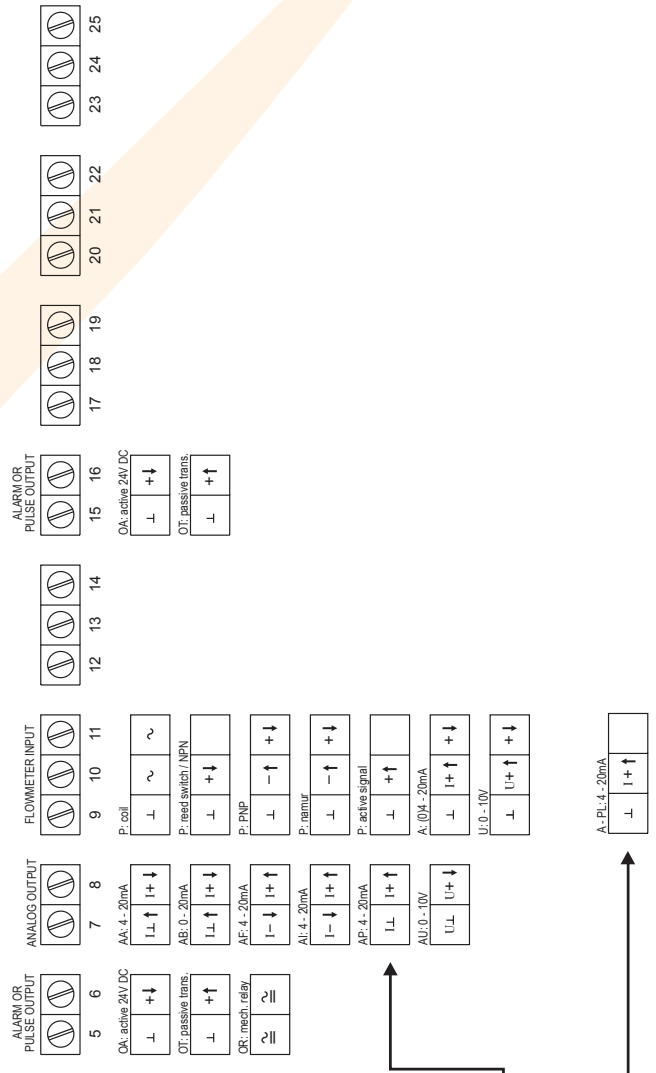 ALARM OR
PULSE OUTPUT
5 6
OA: active 24V DC
⊥ +↓
OT: passive trans.
⊥ +↑
OR: mech. relay
ANALOG OUTPUT
7 8
AA: 4 - 20mA
I⊥↑ I+↓
AB: 0 - 20mA
I⊥↑ I+↓
AF: 4 - 20mA
I-↓ I+↑
AI: 4 - 20mA
I-↓ I+↑
AP: 4 - 20mA
I⊥ I+↑
AU: 0 - 10V
U⊥ U+↓
FLOWMETER INPUT
9 10 11
P: coil
⊥ ~ ~
P: reed switch / NPN
⊥ +↓
P: PNP
⊥ -↑ +↓
P: namur
⊥ -↑ +↓
P: active signal
⊥ +↑
A: (0)4 - 20mA
⊥ I+↑ +↓
U: 0 - 10V
⊥ U+↑ +↓
A - PL: 4 - 20mA
⊥ I+↑
12 13 14
ALARM OR
PULSE OUTPUT
15 16
OA: active 24V DC
⊥ +↓
OT: passive trans.
⊥ +↑
17 18 19
20 21 22
23 24 25